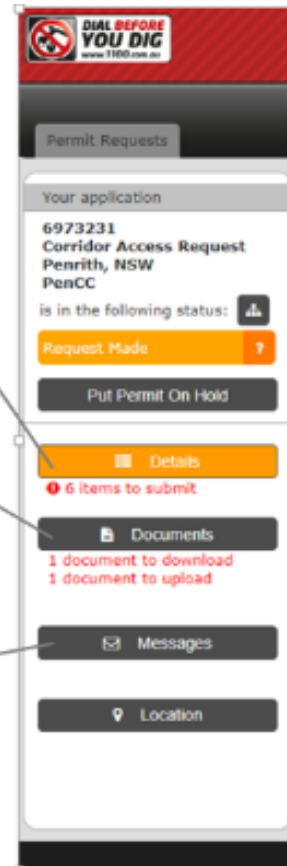 DIAL BEFORE
YOU DIG
www.1100.com.au
Permit Requests
Your application
6973231
Corridor Access Request
Penrith, NSW
PenCC
is in the following status:
Request Made ?
Put Permit On Hold
Details
6 items to submit
Documents
1 document to download
1 document to upload
Messages
Location